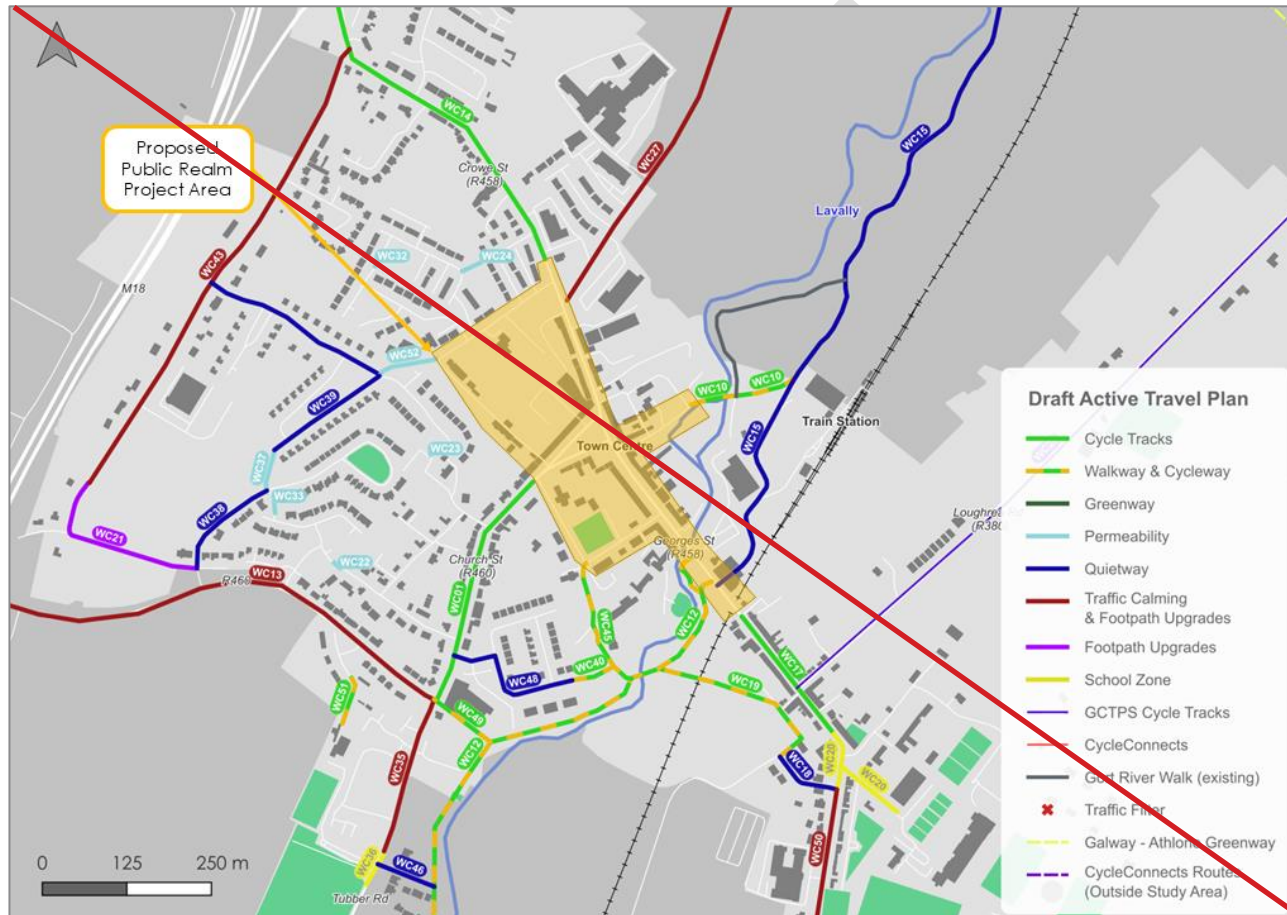 Proposed
Public Realm
Project Area
WC14
Crowe St
(R458)
WC27
WC15
Lavally
WC43
M18
WC32
WC24
WC52
WC39
WC10
WC10
Train Station
Town Centre
WC15
WC23
WC37
WC33
WC38
WC21
WC22
R460
WC13
Church St
(R460)
WC01
Georges St
(R458)
WC45
WC12
WC40
WC48
WC17
WC19
WC51
WC49
WC12
WC35
WC18
WC20
WC20
WC50
WC36
WC46
Tubber Rd
0 125 250 m
Draft Active Travel Plan
Cycle Tracks
Walkway & Cycleway
Greenway
Permeability
Quietway
Traffic Calming
& Footpath Upgrades
Footpath Upgrades
School Zone
GCTPS Cycle Tracks
CycleConnects
Gort River Walk (existing)
Traffic Filter
Galway - Athlone Greenway
CycleConnects Routes
(Outside Study Area)